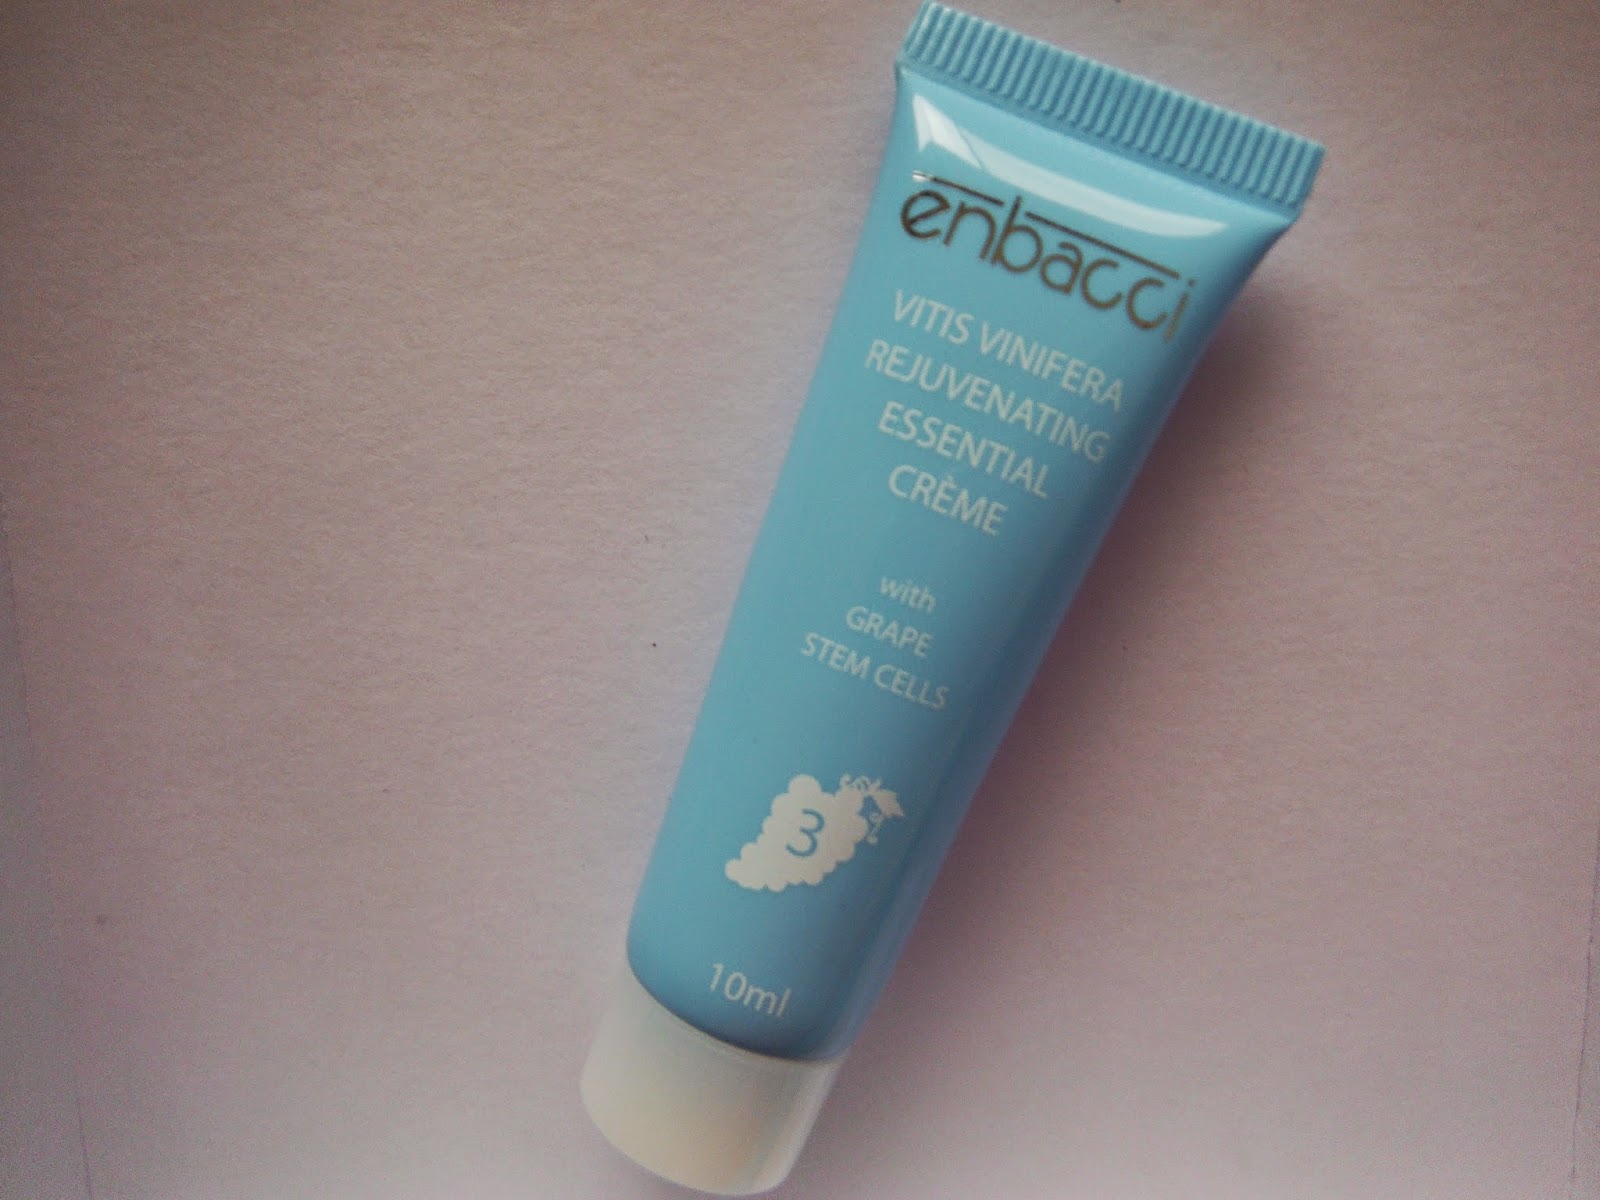 enbacci
VITIS VINIFERA
REJUVENATING
ESSENTIAL
CRÈME
with
GRAPE
STEM CELLS
3
10ml